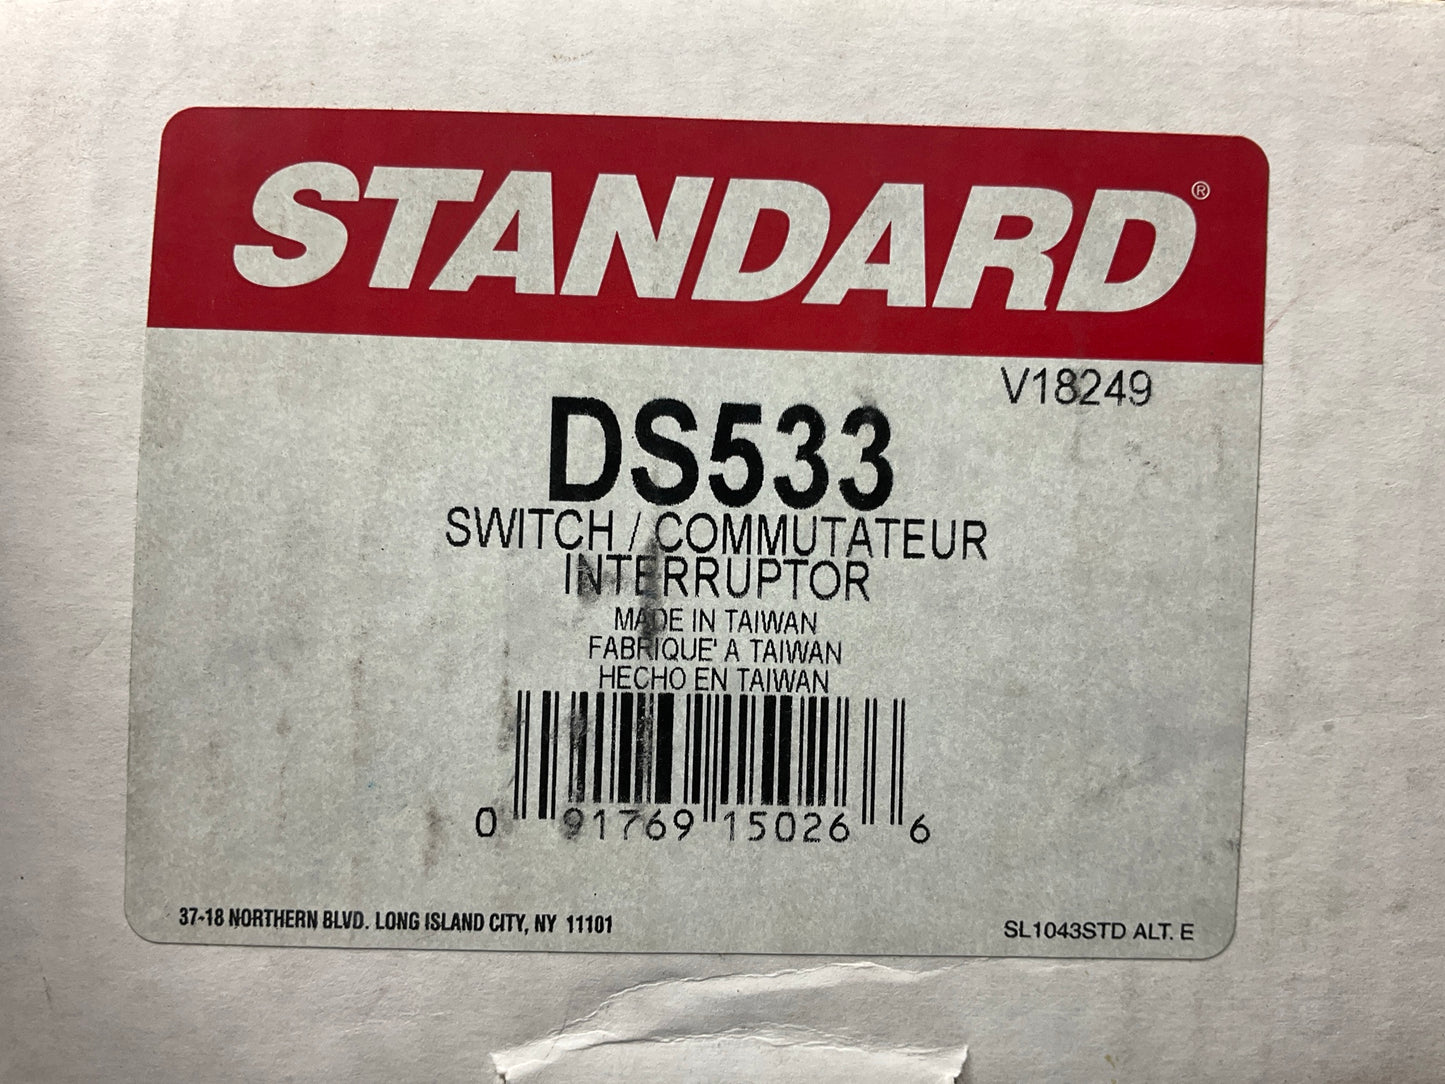 STANDARD®
V18249
DS533
SWITCH / COMMUTATEUR
INTERRUPTOR
MADE IN TAIWAN
FABRIQUE' A TAIWAN
HECHO EN TAIWAN
0 91769 15026 6
37-18 NORTHERN BLVD. LONG ISLAND CITY, NY 11101
SL1043STD ALT. E